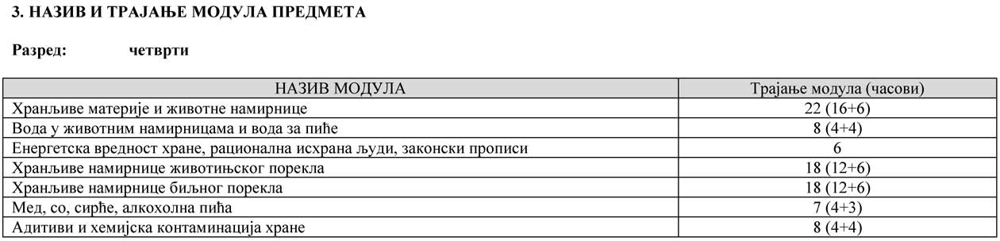 3. НАЗИВ И ТРАЈАЊЕ МОДУЛА ПРЕДМЕТА
Разред: четврти
НАЗИВ МОДУЛА Трајање модула (часови)
Хранљиве материје и животне намирнице 22 (16+6)
Вода у животним намирницама и вода за пиће 8 (4+4)
Енергетска вредност хране, рационална исхрана људи, законски прописи 6
Хранљиве намирнице животињског порекла 18 (12+6)
Хранљиве намирнице биљног порекла 18 (12+6)
Мед, со, сирће, алкохолна пића 7 (4+3)
Адитиви и хемијска контаминација хране 8 (4+4)